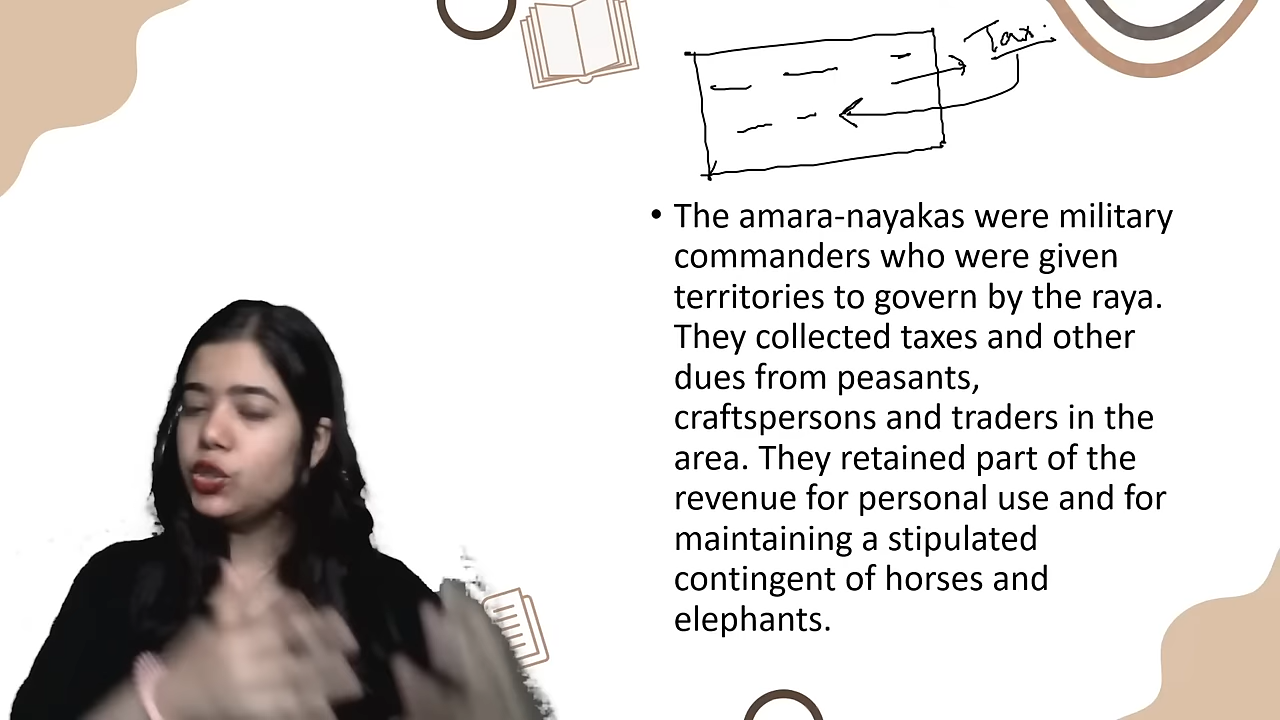 Tax.
• The amara-nayakas were military
commanders who were given
territories to govern by the raya.
They collected taxes and other
dues from peasants,
craftspersons and traders in the
area. They retained part of the
revenue for personal use and for
maintaining a stipulated
contingent of horses and
elephants.